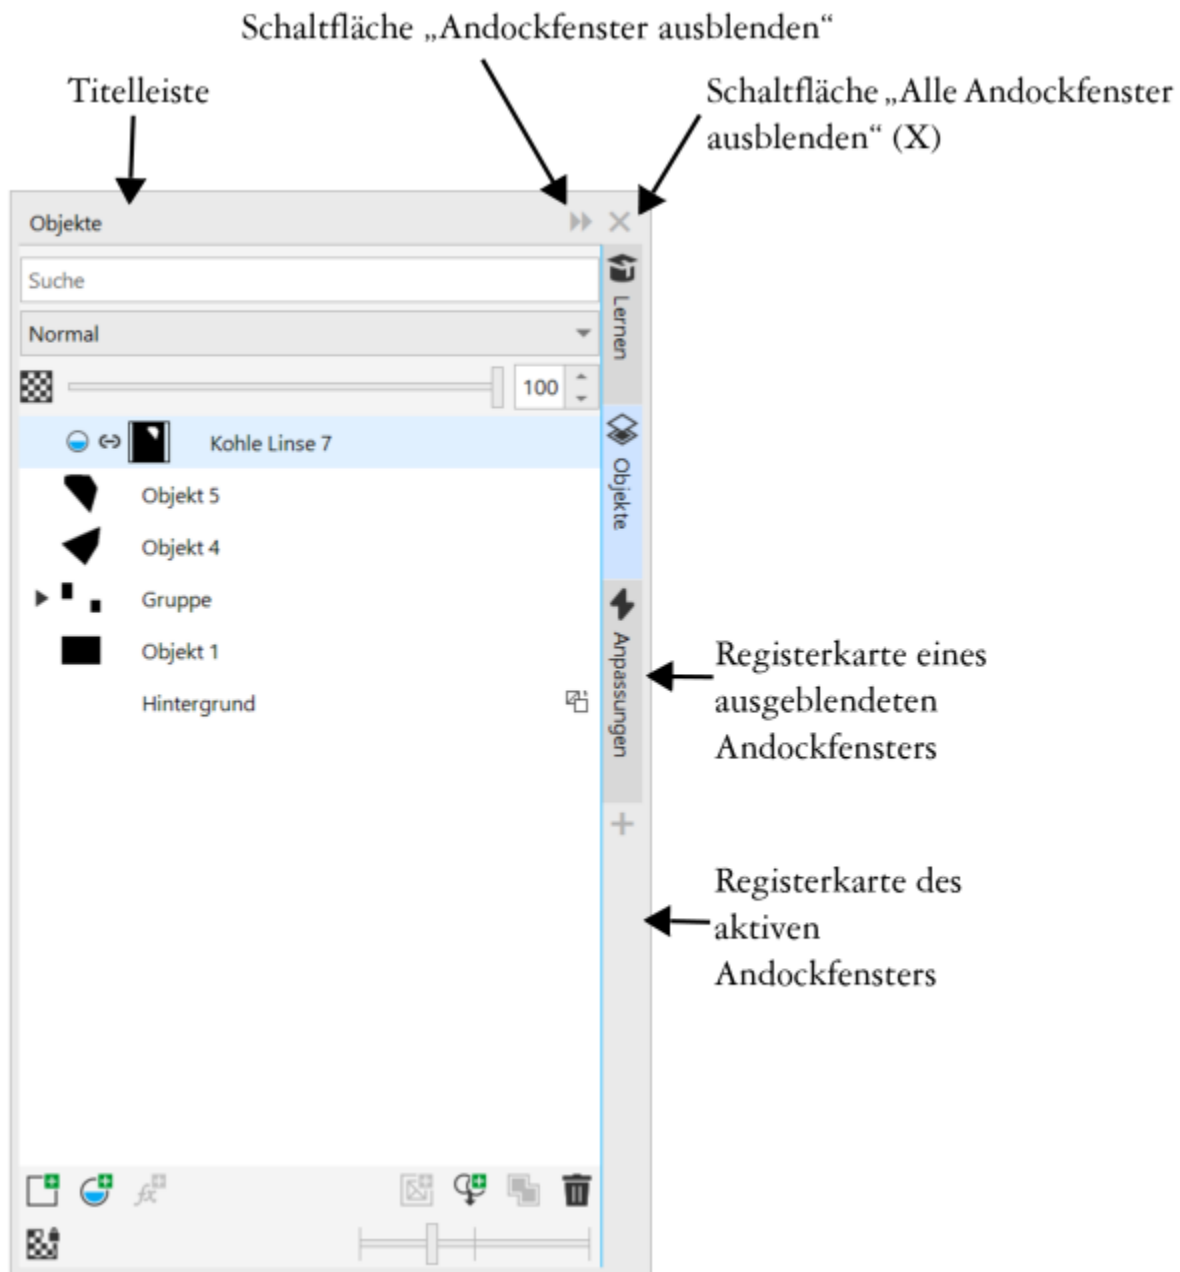 Schaltfläche „Andockfenster ausblenden“
Titelleiste
Schaltfläche „Alle Andockfenster
ausblenden“ (X)
Objekte
Suche
Normal
100
Kohle Linse 7
Objekt 5
Objekt 4
Gruppe
Objekt 1
Hintergrund
Lernen
Objekte
Anpassungen
Registerkarte eines
ausgeblendeten
Andockfensters
Registerkarte des
aktiven
Andockfensters
fx